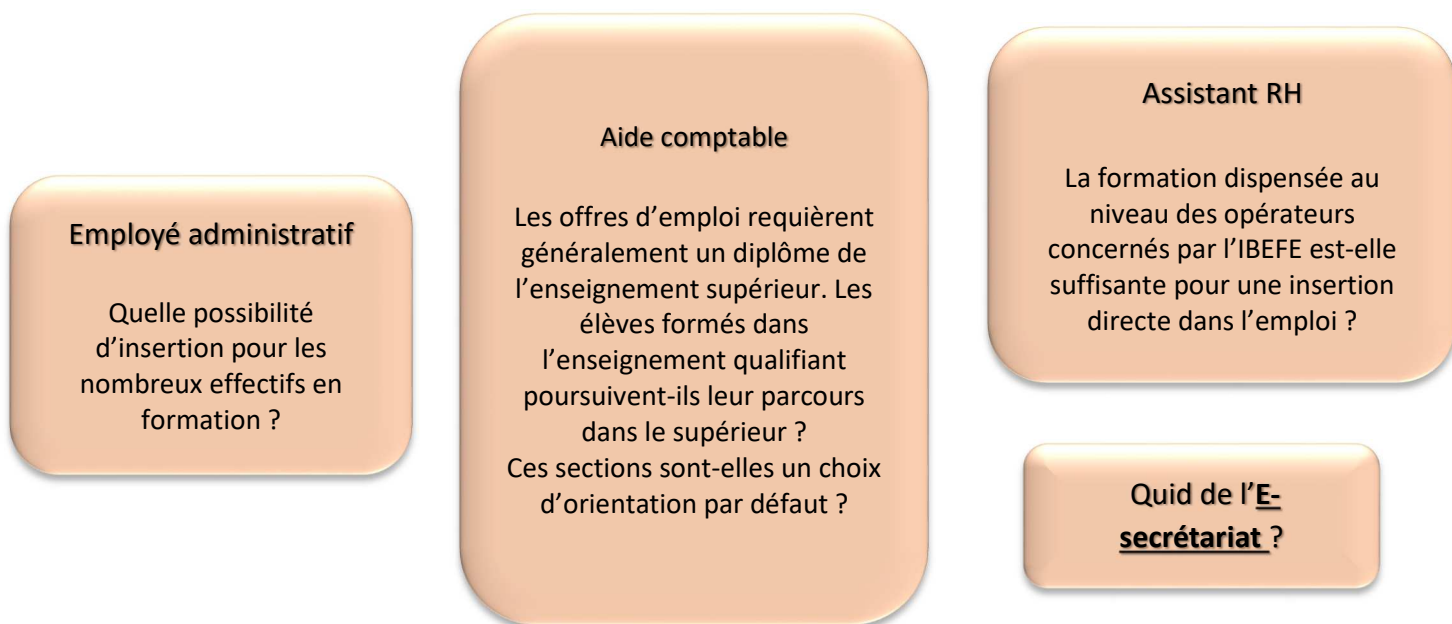 Employé administratif
Quelle possibilité
d’insertion pour les
nombreux effectifs en
formation ?
Aide comptable
Les offres d’emploi requièrent
généralement un diplôme de
l’enseignement supérieur. Les
élèves formés dans
l’enseignement qualifiant
poursuivent-ils leur parcours
dans le supérieur ?
Ces sections sont-elles un choix
d’orientation par défaut ?
Assistant RH
La formation dispensée au
niveau des opérateurs
concernés par l’IBEFE est-elle
suffisante pour une insertion
directe dans l’emploi ?
Quid de l’E-
secrétariat ?